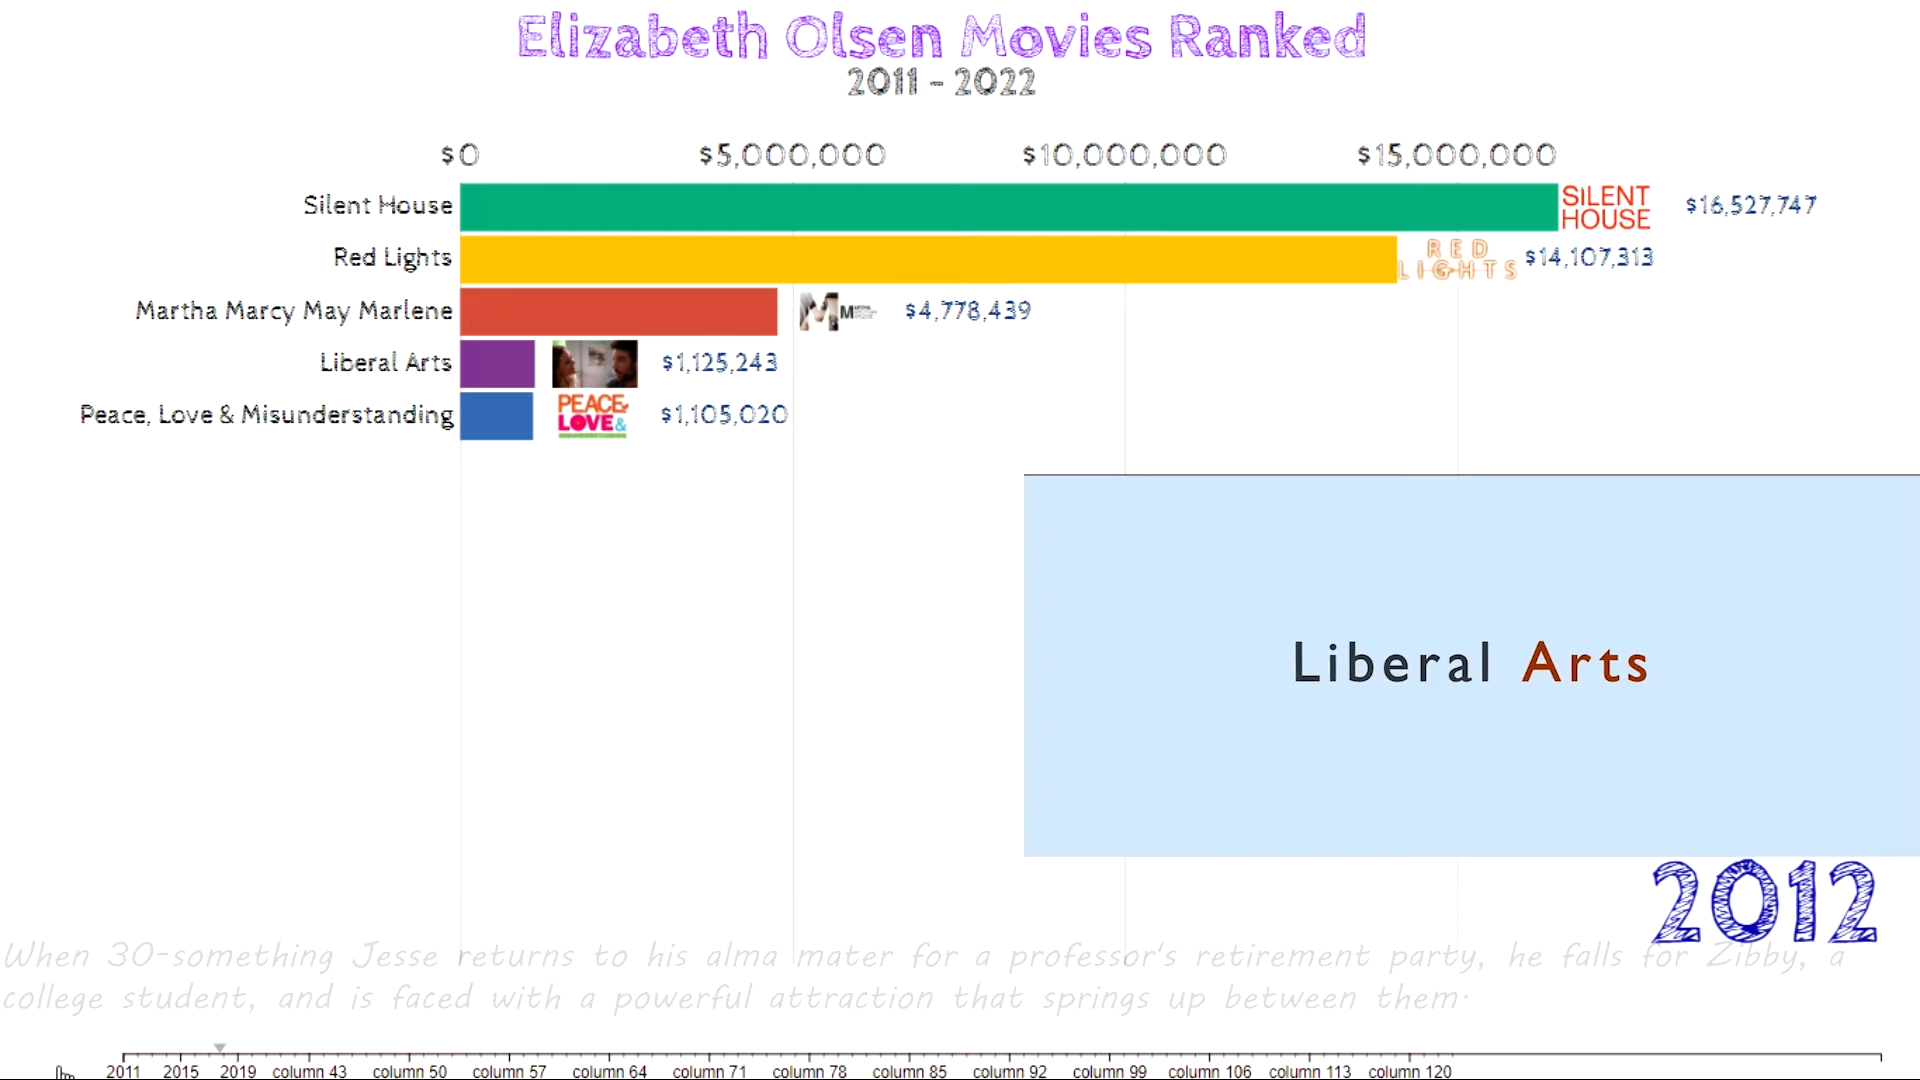 Elizabeth Olsen Movies Ranked
2011 - 2022
$0 $5,000,000 $10,000,000 $15,000,000
Silent House SILENT HOUSE $16,527,747
Red Lights RED LIGHTS $14,107,313
Martha Marcy May Marlene M $4,778,439
Liberal Arts $1,125,243
Peace, Love & Misunderstanding PEACE, LOVE & $1,105,020
Liberal Arts
2012
When 30-something Jesse returns to his alma mater for a professor's retirement party, he falls for Zibby, a
college student, and is faced with a powerful attraction that springs up between them.
2011 2015 2019 column 43 column 50 column 57 column 64 column 71 column 78 column 85 column 92 column 99 column 106 column 113 column 120